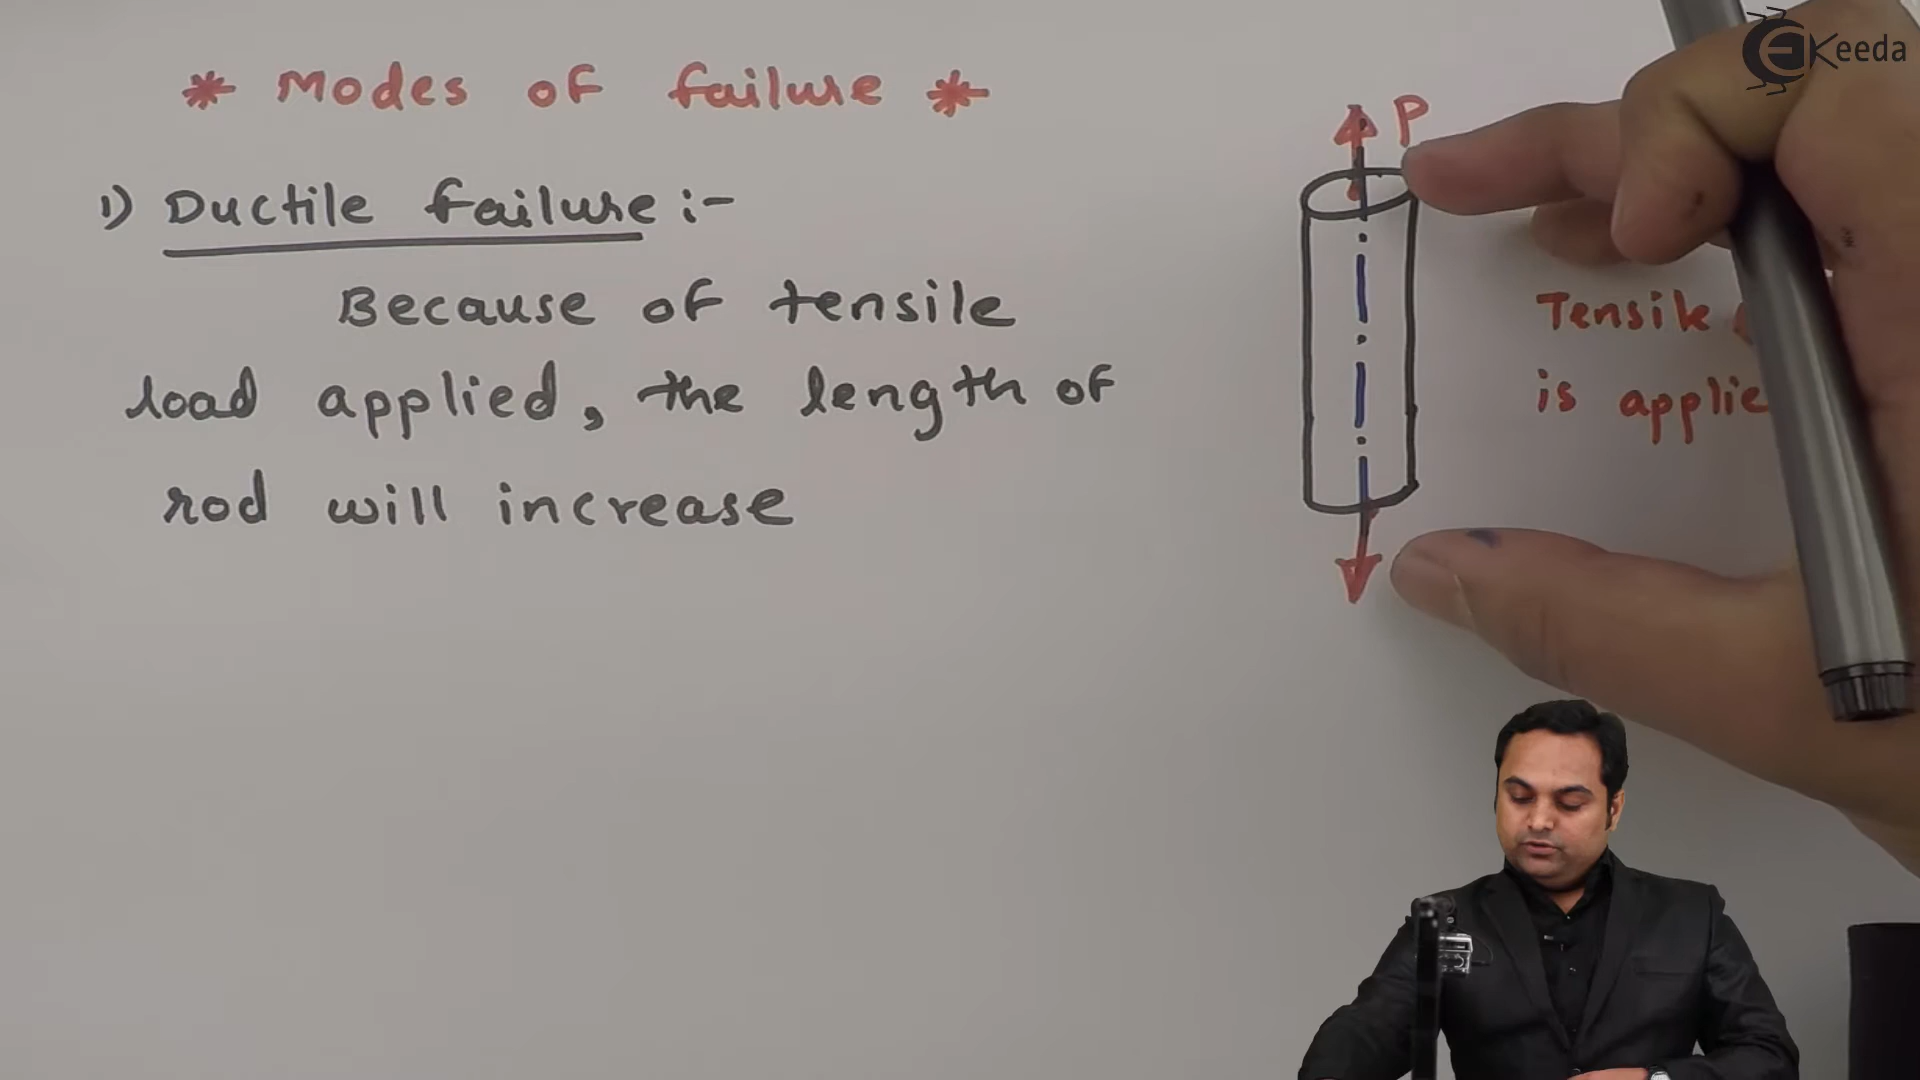 * Modes of failure *
1) Ductile failure :-
Because of tensile
load applied, the length of
rod will increase
P
Tensile
is
Keeda